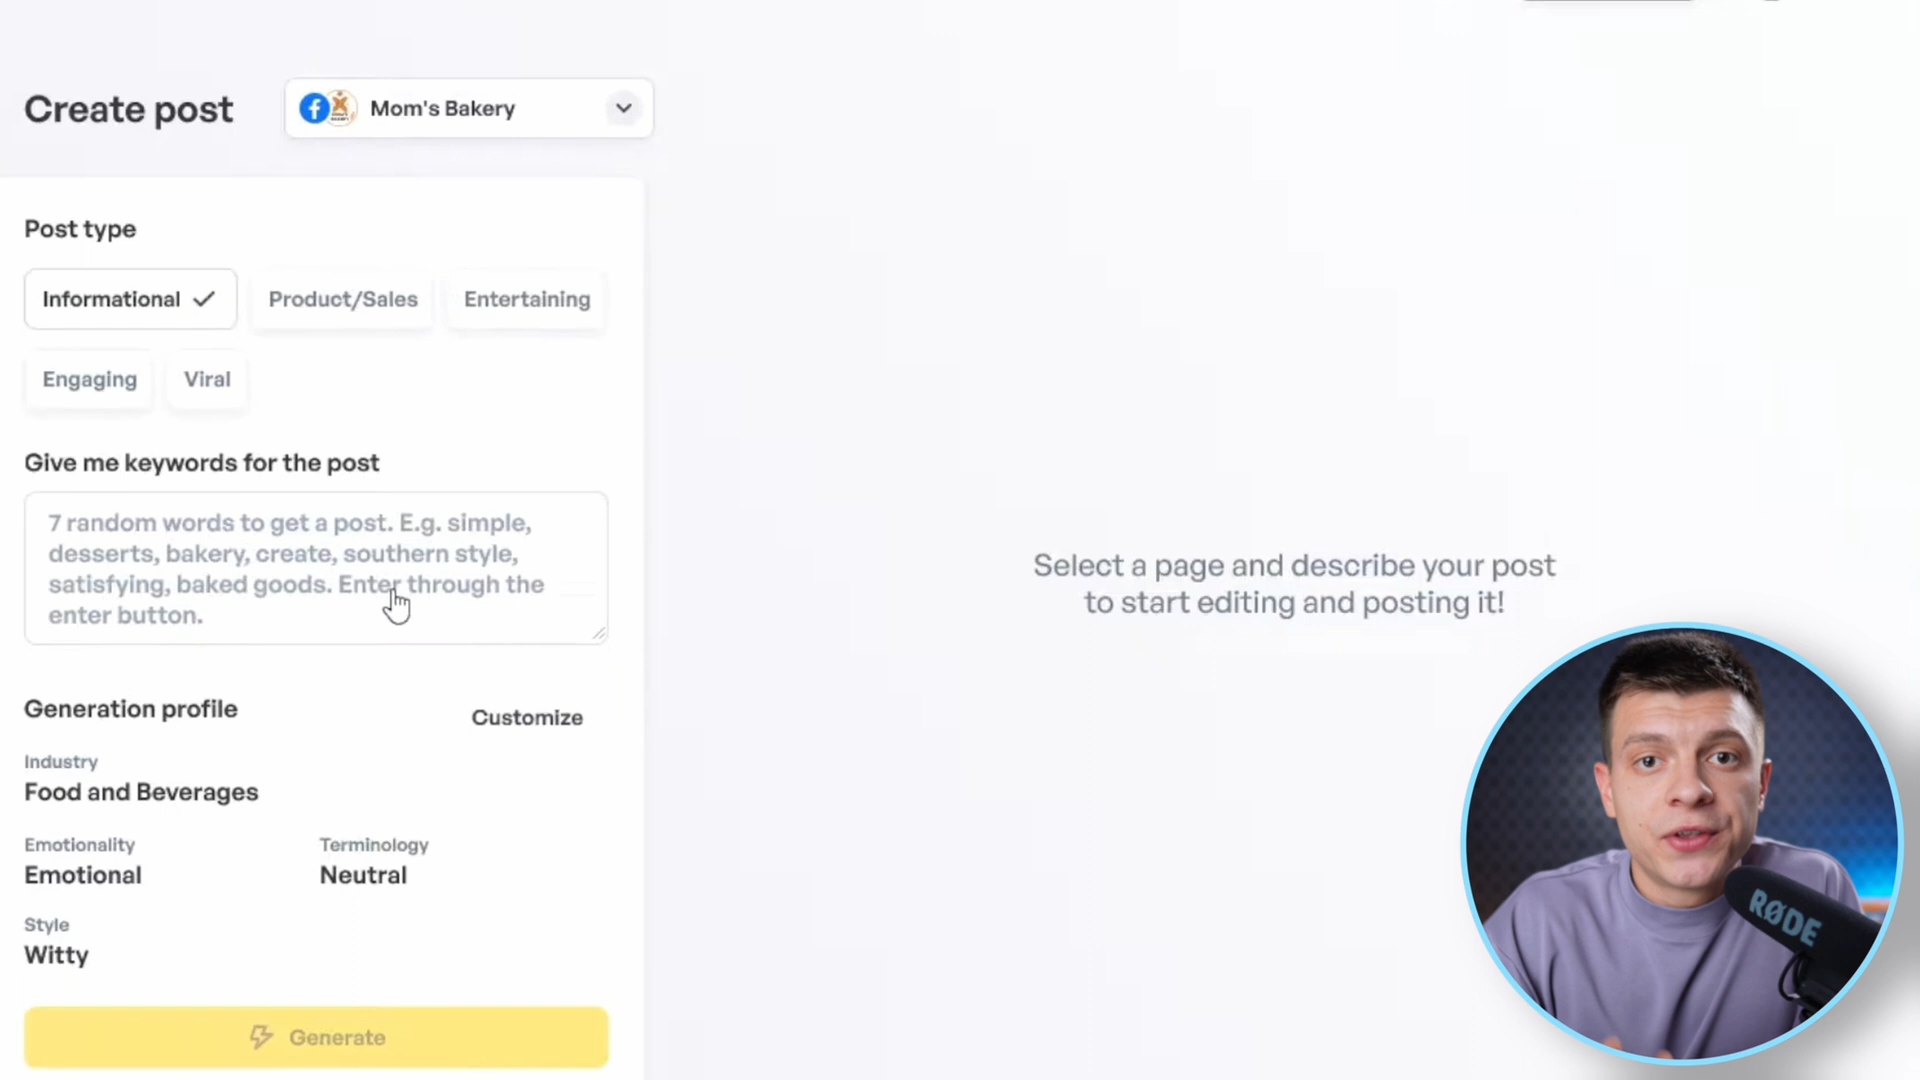 Create post
Mom's Bakery
Post type
Informational
Product/Sales
Entertaining
Engaging
Viral
Give me keywords for the post
7 random words to get a post. E.g. simple,
desserts, bakery, create, southern style,
satisfying, baked goods. Enter through the
enter button.
Generation profile
Customize
Industry
Food and Beverages
Emotionality
Terminology
Emotional
Neutral
Style
Witty
Generate
Select a page and describe your post
to start editing and posting it!
RØDE